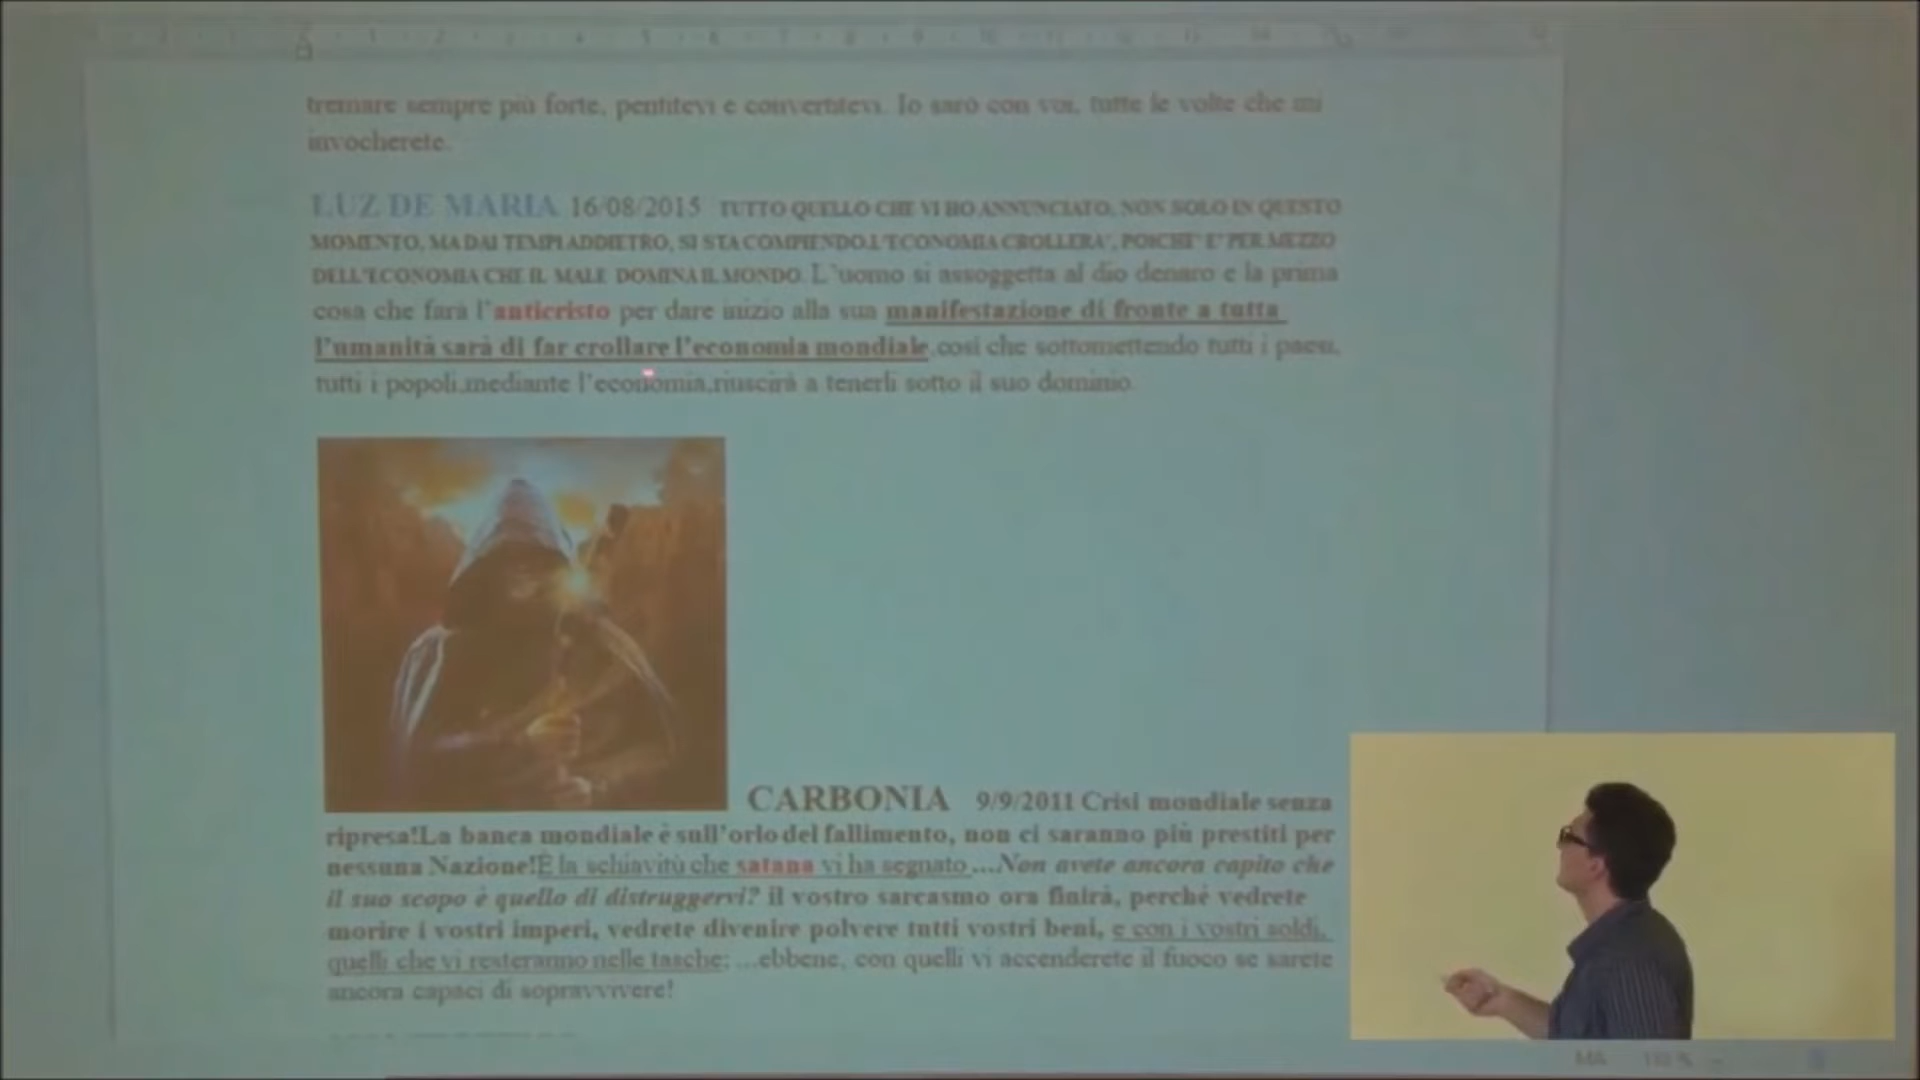 tremare sempre più forte, pentitevi e convertitevi. Io sarò con voi, tutte le volte che mi
invocherete.
LUZ DE MARIA 16/08/2015 TUTTO QUELLO CHE VI HO ANNUNCIATO, NON SOLO IN QUESTO
MOMENTO, MA DAI TEMPI ADDIETRO, SI STA COMPIENDO.L'ECONOMIA CROLLERA', POICHE' E' PER MEZZO
DELL'ECONOMIA CHE IL MALE DOMINA IL MONDO. L'uomo si assoggetta al dio denaro e la prima
cosa che farà l'anticristo per dare inizio alla sua manifestazione di fronte a tutta
l'umanità sarà di far crollare l'economia mondiale,così che sottomettendo tutti i paesi,
tutti i popoli,mediante l'economia,riuscirà a tenerli sotto il suo dominio.
CARBONIA 9/9/2011 Crisi mondiale senza
ripresa!La banca mondiale è sull'orlo del fallimento, non ci saranno più prestiti per
nessuna Nazione!È la schiavitù che satana vi ha segnato ...Non avete ancora capito che
il suo scopo è quello di distruggervi? il vostro sarcasmo ora finirà, perché vedrete
morire i vostri imperi, vedrete divenire polvere tutti vostri beni, e con i vostri soldi,
quelli che vi resteranno nelle tasche; ...ebbene, con quelli vi accenderete il fuoco se sarete
ancora capaci di sopravvivere!